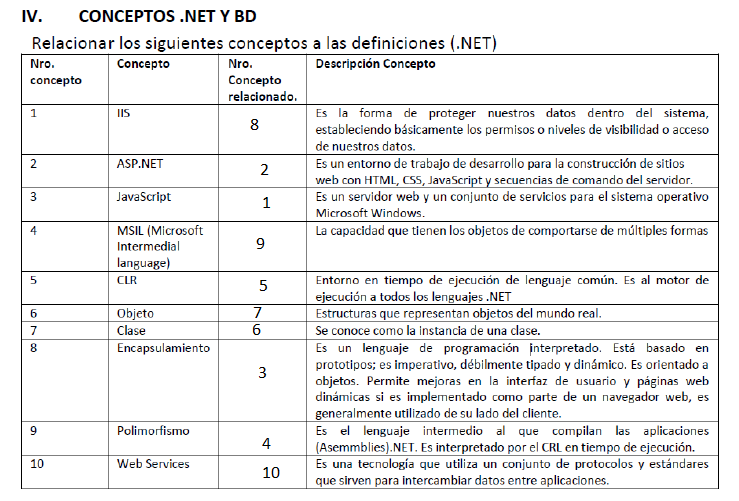 IV. CONCEPTOS .NET Y BD
Relacionar los siguientes conceptos a las definiciones (.NET)
Nro. concepto Concepto Nro. Concepto relacionado. Descripción Concepto
1 IIS 8 Es la forma de proteger nuestros datos dentro del sistema,
estableciendo básicamente los permisos o niveles de visibilidad o acceso
de nuestros datos.
2 ASP.NET 2 Es un entorno de trabajo de desarrollo para la construcción de sitios
web con HTML, CSS, JavaScript y secuencias de comando del servidor.
3 JavaScript 1 Es un servidor web y un conjunto de servicios para el sistema operativo
Microsoft Windows.
4 MSIL (Microsoft Intermedial language) 9 La capacidad que tienen los objetos de comportarse de múltiples formas
5 CLR 5 Entorno en tiempo de ejecución de lenguaje común. Es al motor de
ejecución a todos los lenguajes .NET
6 Objeto 7 Estructuras que representan objetos del mundo real.
7 Clase 6 Se conoce como la instancia de una clase.
8 Encapsulamiento 3 Es un lenguaje de programación interpretado. Está basado en
prototipos; es imperativo, débilmente tipado y dinámico. Es orientado a
objetos. Permite mejoras en la interfaz de usuario y páginas web
dinámicas si es implementado como parte de un navegador web, es
generalmente utilizado de su lado del cliente.
9 Polimorfismo 4 Es el lenguaje intermedio al que compilan las aplicaciones
(Asemmblies).NET. Es interpretado por el CRL en tiempo de ejecución.
10 Web Services 10 Es una tecnología que utiliza un conjunto de protocolos y estándares
que sirven para intercambiar datos entre aplicaciones.